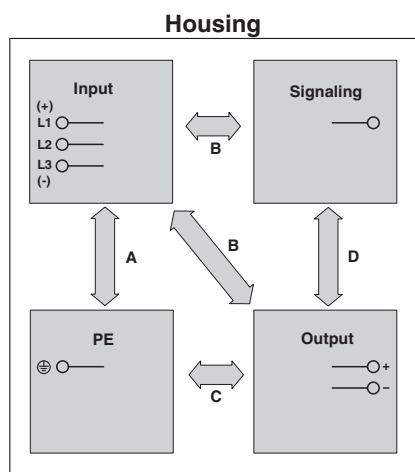 Housing
Input
(+)
L1
L2
L3
(-)
Signaling
B
A
B
D
PE
Output
+
–
C